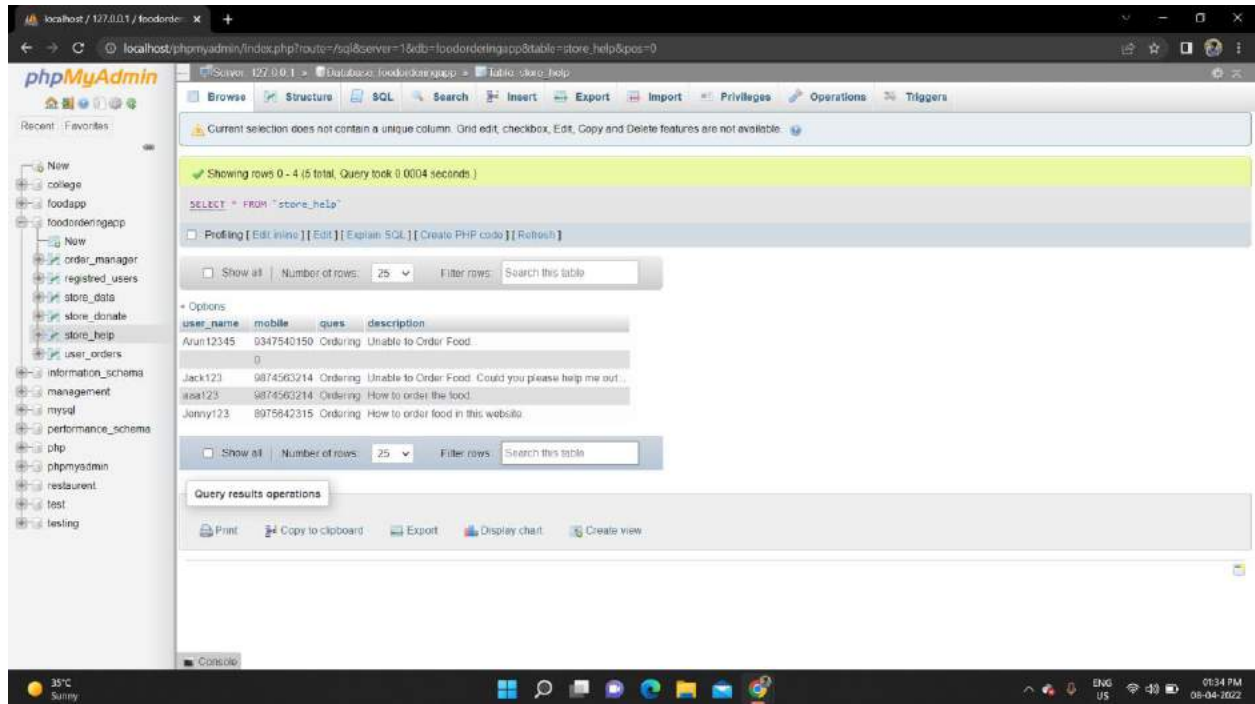 localhost / 127.0.0.1 / foodorder
localhost/phpmyadmin/index.php?route=/sql&server=1&db=foodorderingapp&table=store_help&pos=0
phpMyAdmin
Server: 127.0.0.1 » Database: foodorderingapp » Table: store_help
Browse Structure SQL Search Insert Export Import Privileges Operations Triggers
Recent Favorites
Current selection does not contain a unique column. Grid edit, checkbox, Edit, Copy and Delete features are not available.
New
college
foodapp
foodorderingapp
New
order_manager
registred_users
store_data
store_donate
store_help
user_orders
information_schema
management
mysql
performance_schema
php
phpmyadmin
restaurent
test
testing
Showing rows 0 - 4 (5 total, Query took 0.0004 seconds.)
SELECT * FROM `store_help`
Profiling [ Edit inline ] [ Edit ] [ Explain SQL ] [ Create PHP code ] [ Refresh ]
Show all Number of rows: 25 Filter rows: Search this table
+ Options
user_name mobile ques description
Arun12345 9347540150 Ordering Unable to Order Food.
0
Jack123 9874563214 Ordering Unable to Order Food. Could you please help me out...
9874563214 Ordering How to order the food.
Jonny123 8975642315 Ordering How to order food in this website.
Show all Number of rows: 25 Filter rows: Search this table
Query results operations
Print Copy to clipboard Export Display chart Create view
Console
35°C
Sunny
ENG
US
01:34 PM
08-04-2022